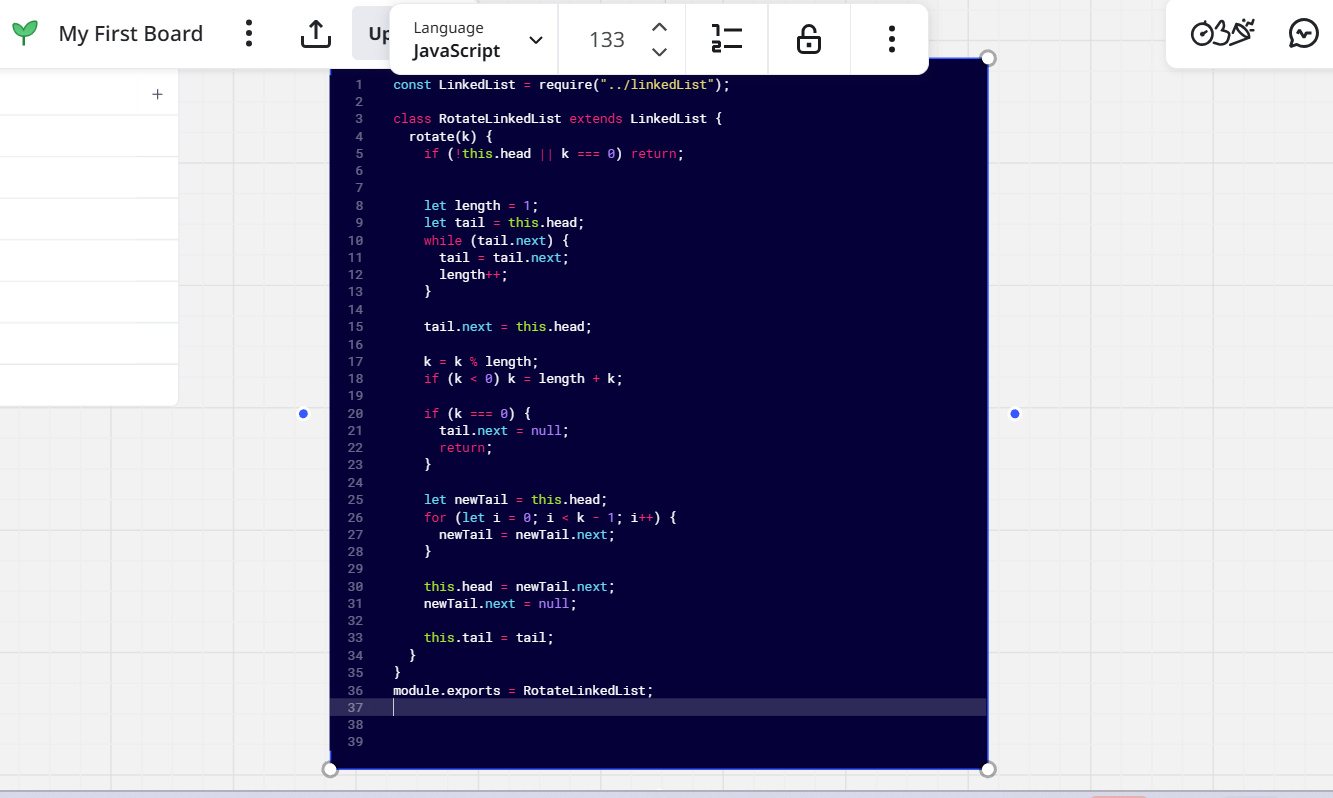 My First Board
Up
Language
JavaScript
133
1 const LinkedList = require("../linkedList");
2
3 class RotateLinkedList extends LinkedList {
4 rotate(k) {
5 if (!this.head || k === 0) return;
6
7
8 let length = 1;
9 let tail = this.head;
10 while (tail.next) {
11 tail = tail.next;
12 length++;
13 }
14
15 tail.next = this.head;
16
17 k = k % length;
18 if (k < 0) k = length + k;
19
20 if (k === 0) {
21 tail.next = null;
22 return;
23 }
24
25 let newTail = this.head;
26 for (let i = 0; i < k - 1; i++) {
27 newTail = newTail.next;
28 }
29
30 this.head = newTail.next;
31 newTail.next = null;
32
33 this.tail = tail;
34 }
35 }
36 module.exports = RotateLinkedList;
37
38
39